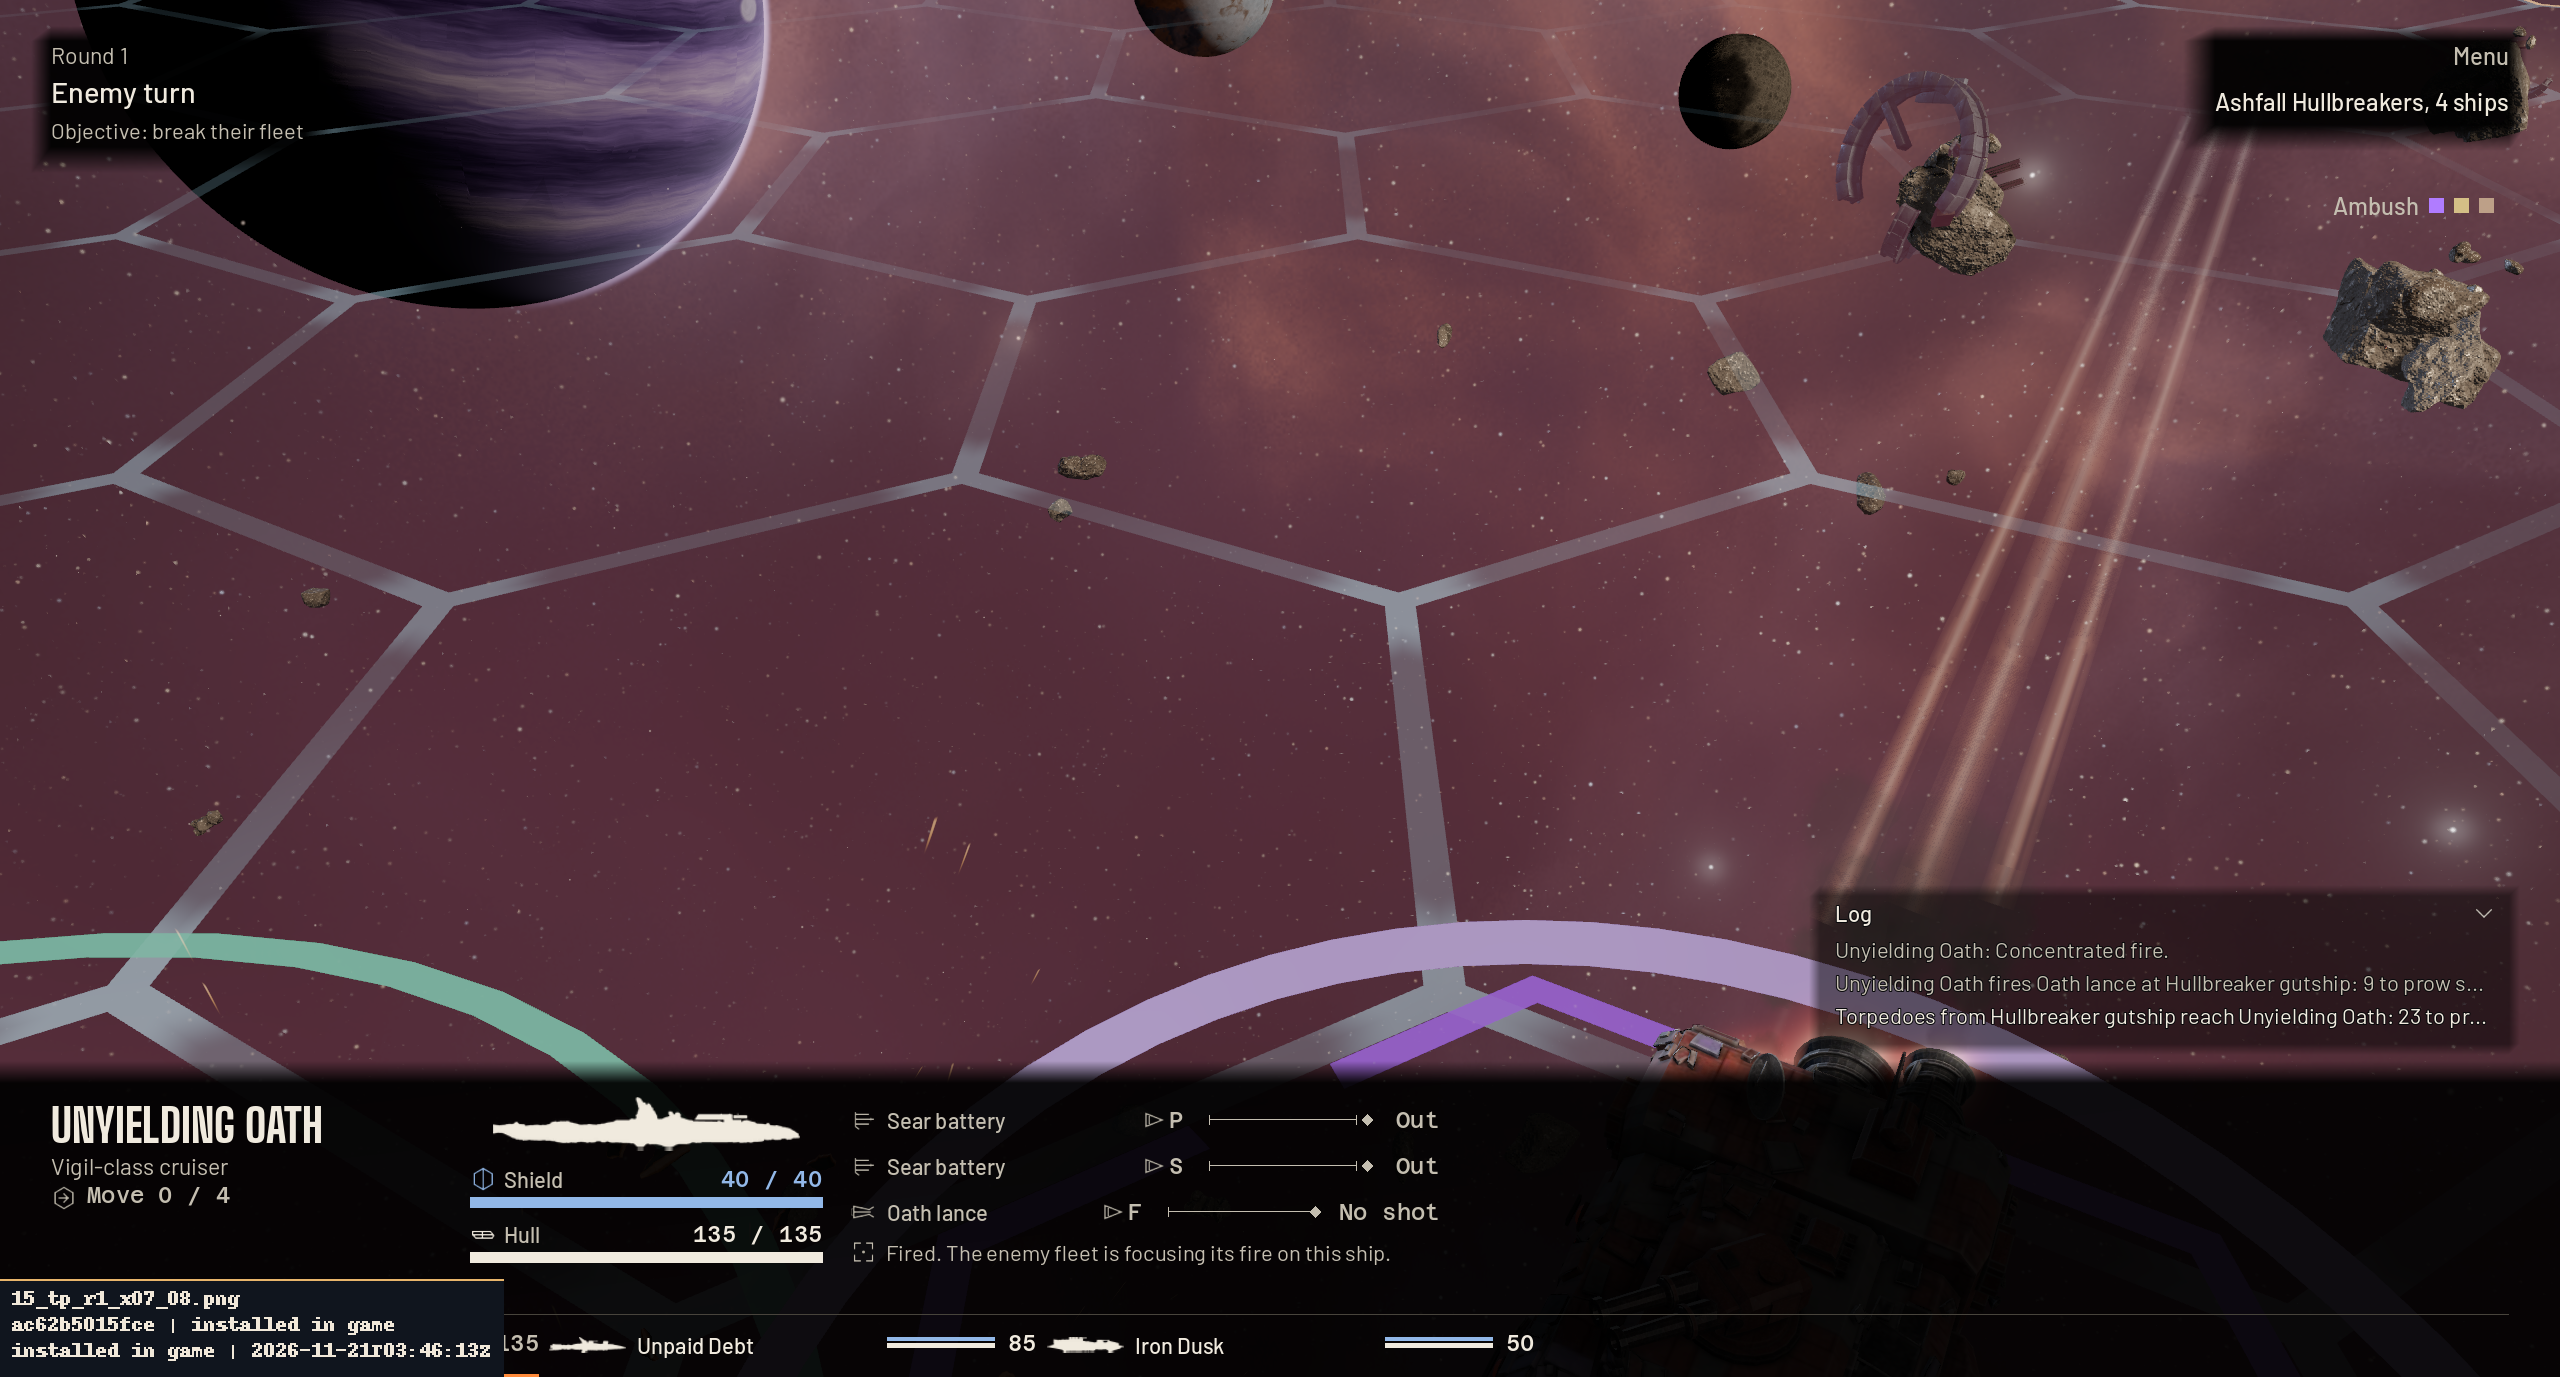 Round 1
Enemy turn
Objective: break their fleet
Menu
Ashfall Hullbreakers, 4 ships
Ambush
Log
Unyielding Oath: Concentrated fire.
Unyielding Oath fires Oath lance at Hullbreaker gutship: 9 to prow s...
Torpedoes from Hullbreaker gutship reach Unyielding Oath: 23 to pr...
UNYIELDING OATH
Vigil-class cruiser
Move 0 / 4
Shield 40 / 40
Hull 135 / 135
Sear battery P Out
Sear battery S Out
Oath lance F No shot
Fired. The enemy fleet is focusing its fire on this ship.
15_tp_r1_x07_08.png
ac62b5015fce | installed in game
installed in game | 2026-11-21T03:46:13Z
135 Unpaid Debt 85 Iron Dusk 50